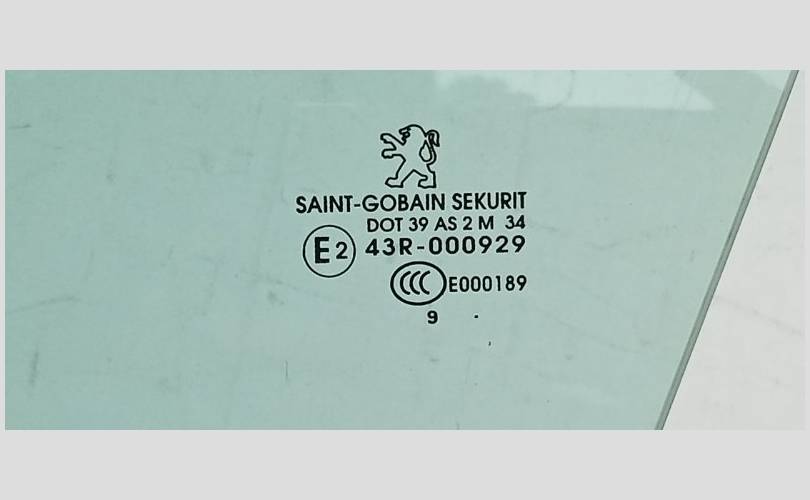 SAINT-GOBAIN SEKURIT
DOT 39 AS 2 M 34
E2 43R-000929
CCC E000189
9 .